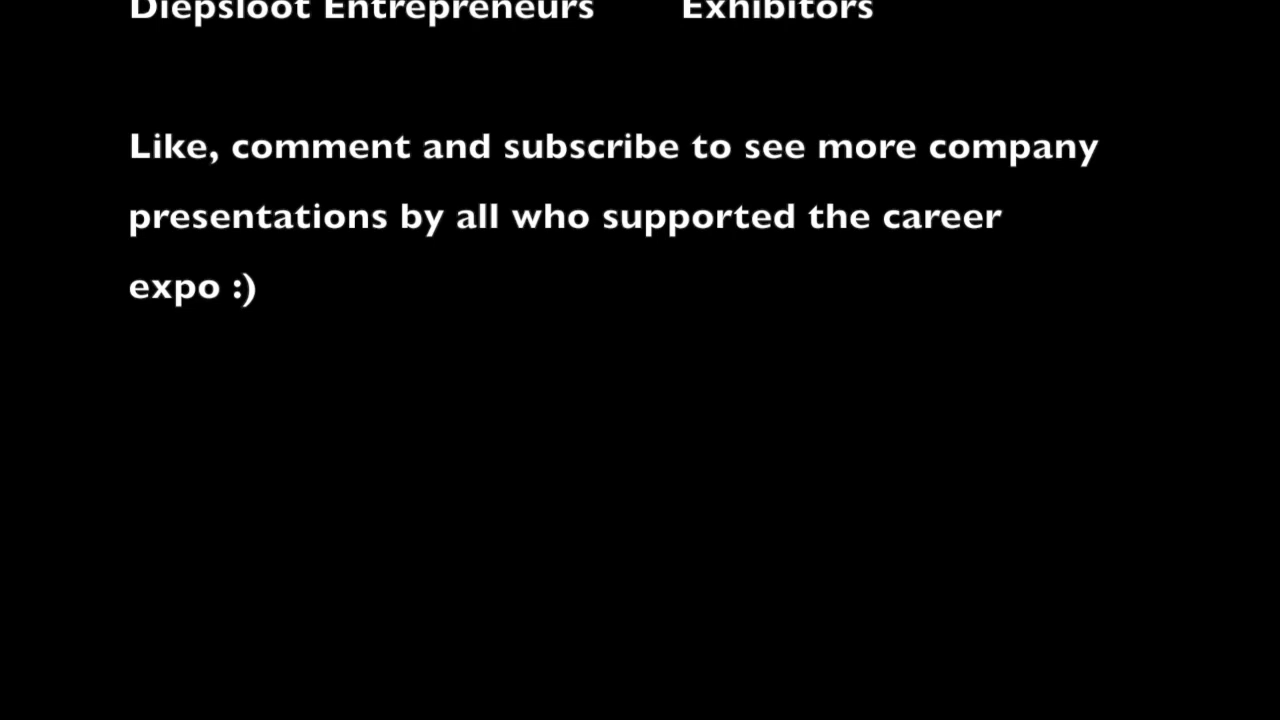 Diepsloot Entrepreneurs Exhibitors
Like, comment and subscribe to see more company
presentations by all who supported the career
expo :)